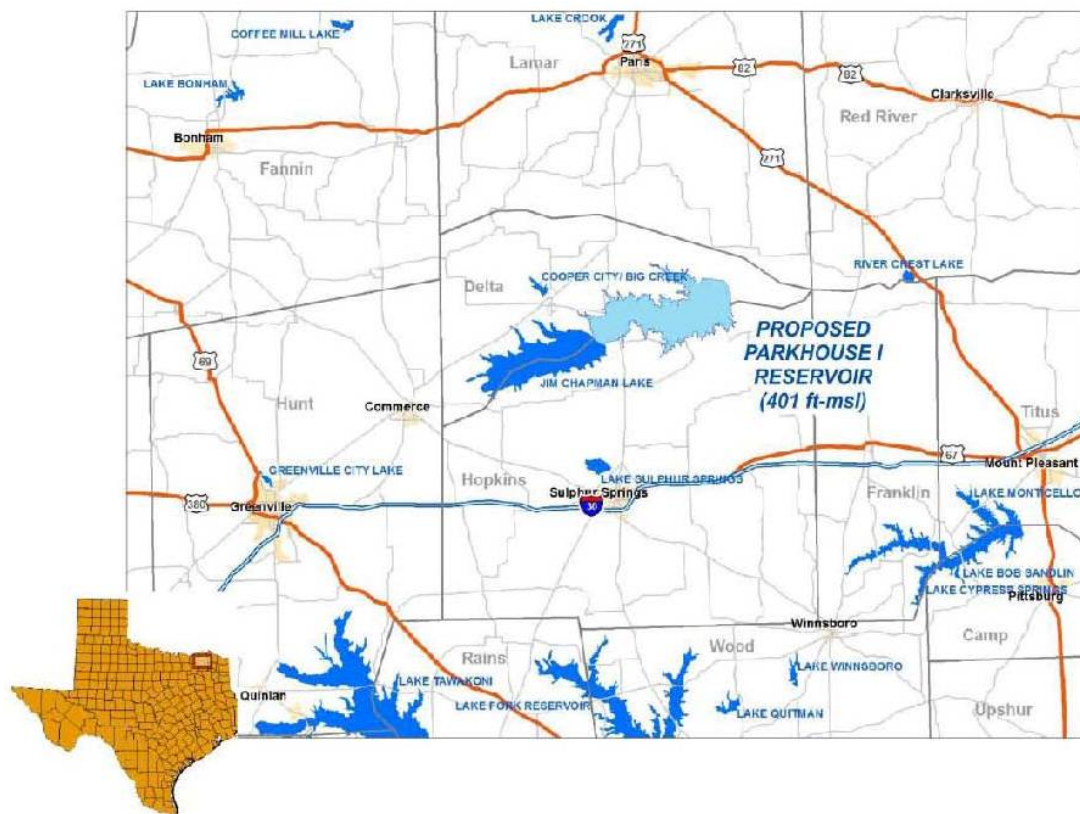 LAKE CROOK
COFFEE MILL LAKE
271
Lamar
Paris
82
82
LAKE BONHAM
Clarksville
Red River
Bonham
Fannin
271
RIVER CREST LAKE
COOPER CITY/ BIG CREEK
Delta
PROPOSED
PARKHOUSE I
RESERVOIR
(401 ft-msl)
69
JIM CHAPMAN LAKE
Hunt
Commerce
Titus
67
Mount Pleasant
GREENVILLE CITY LAKE
LAKE SULPHUR SPRINGS
Hopkins
Sulphur Springs
Franklin
LAKE MONTICELLO
380
Greenville
30
LAKE BOB SANDLIN
LAKE CYPRESS SPRINGS
Pittsburg
Winnsboro
Camp
Wood
Rains
LAKE WINNSBORO
LAKE TAWAKONI
Quinlan
LAKE FORK RESERVOIR
LAKE QUITMAN
Upshur